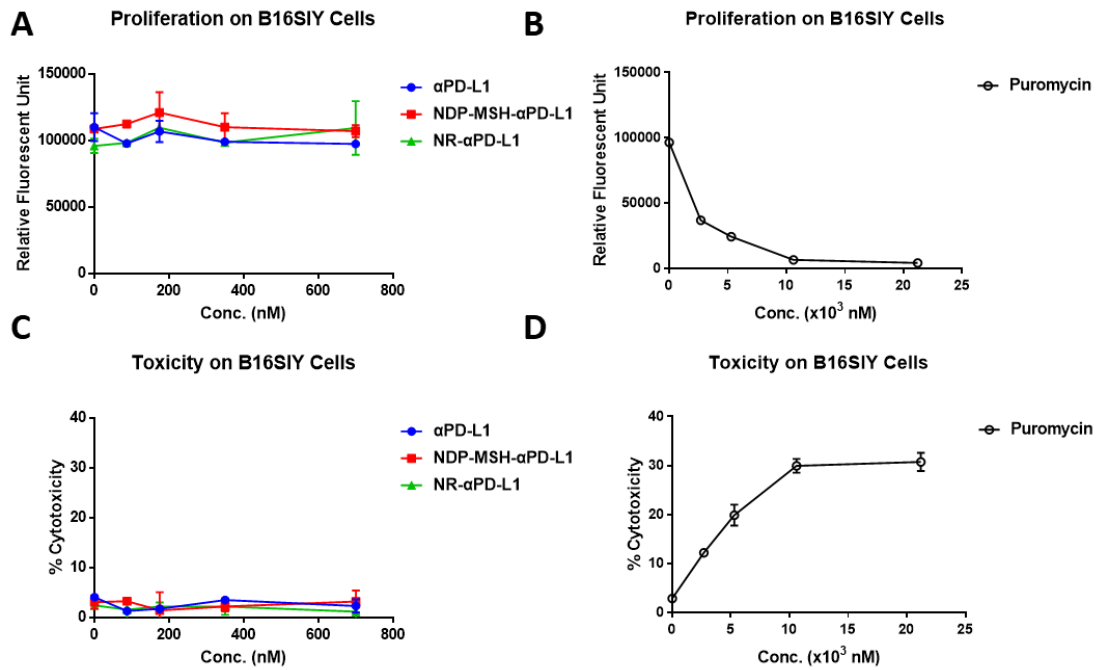 A
Proliferation on B16SIY Cells
Relative Fluorescent Unit
150000
100000
50000
0
0 200 400 600 800
Conc. (nM)
αPD-L1
NDP-MSH-αPD-L1
NR-αPD-L1
B
Proliferation on B16SIY Cells
Relative Fluorescent Unit
150000
100000
50000
0
0 5 10 15 20 25
Conc. (x10³ nM)
Puromycin
C
Toxicity on B16SIY Cells
% Cytotoxicity
40
30
20
10
0
0 200 400 600 800
Conc. (nM)
αPD-L1
NDP-MSH-αPD-L1
NR-αPD-L1
D
Toxicity on B16SIY Cells
% Cytotoxicity
40
30
20
10
0
0 5 10 15 20 25
Conc. (x10³ nM)
Puromycin